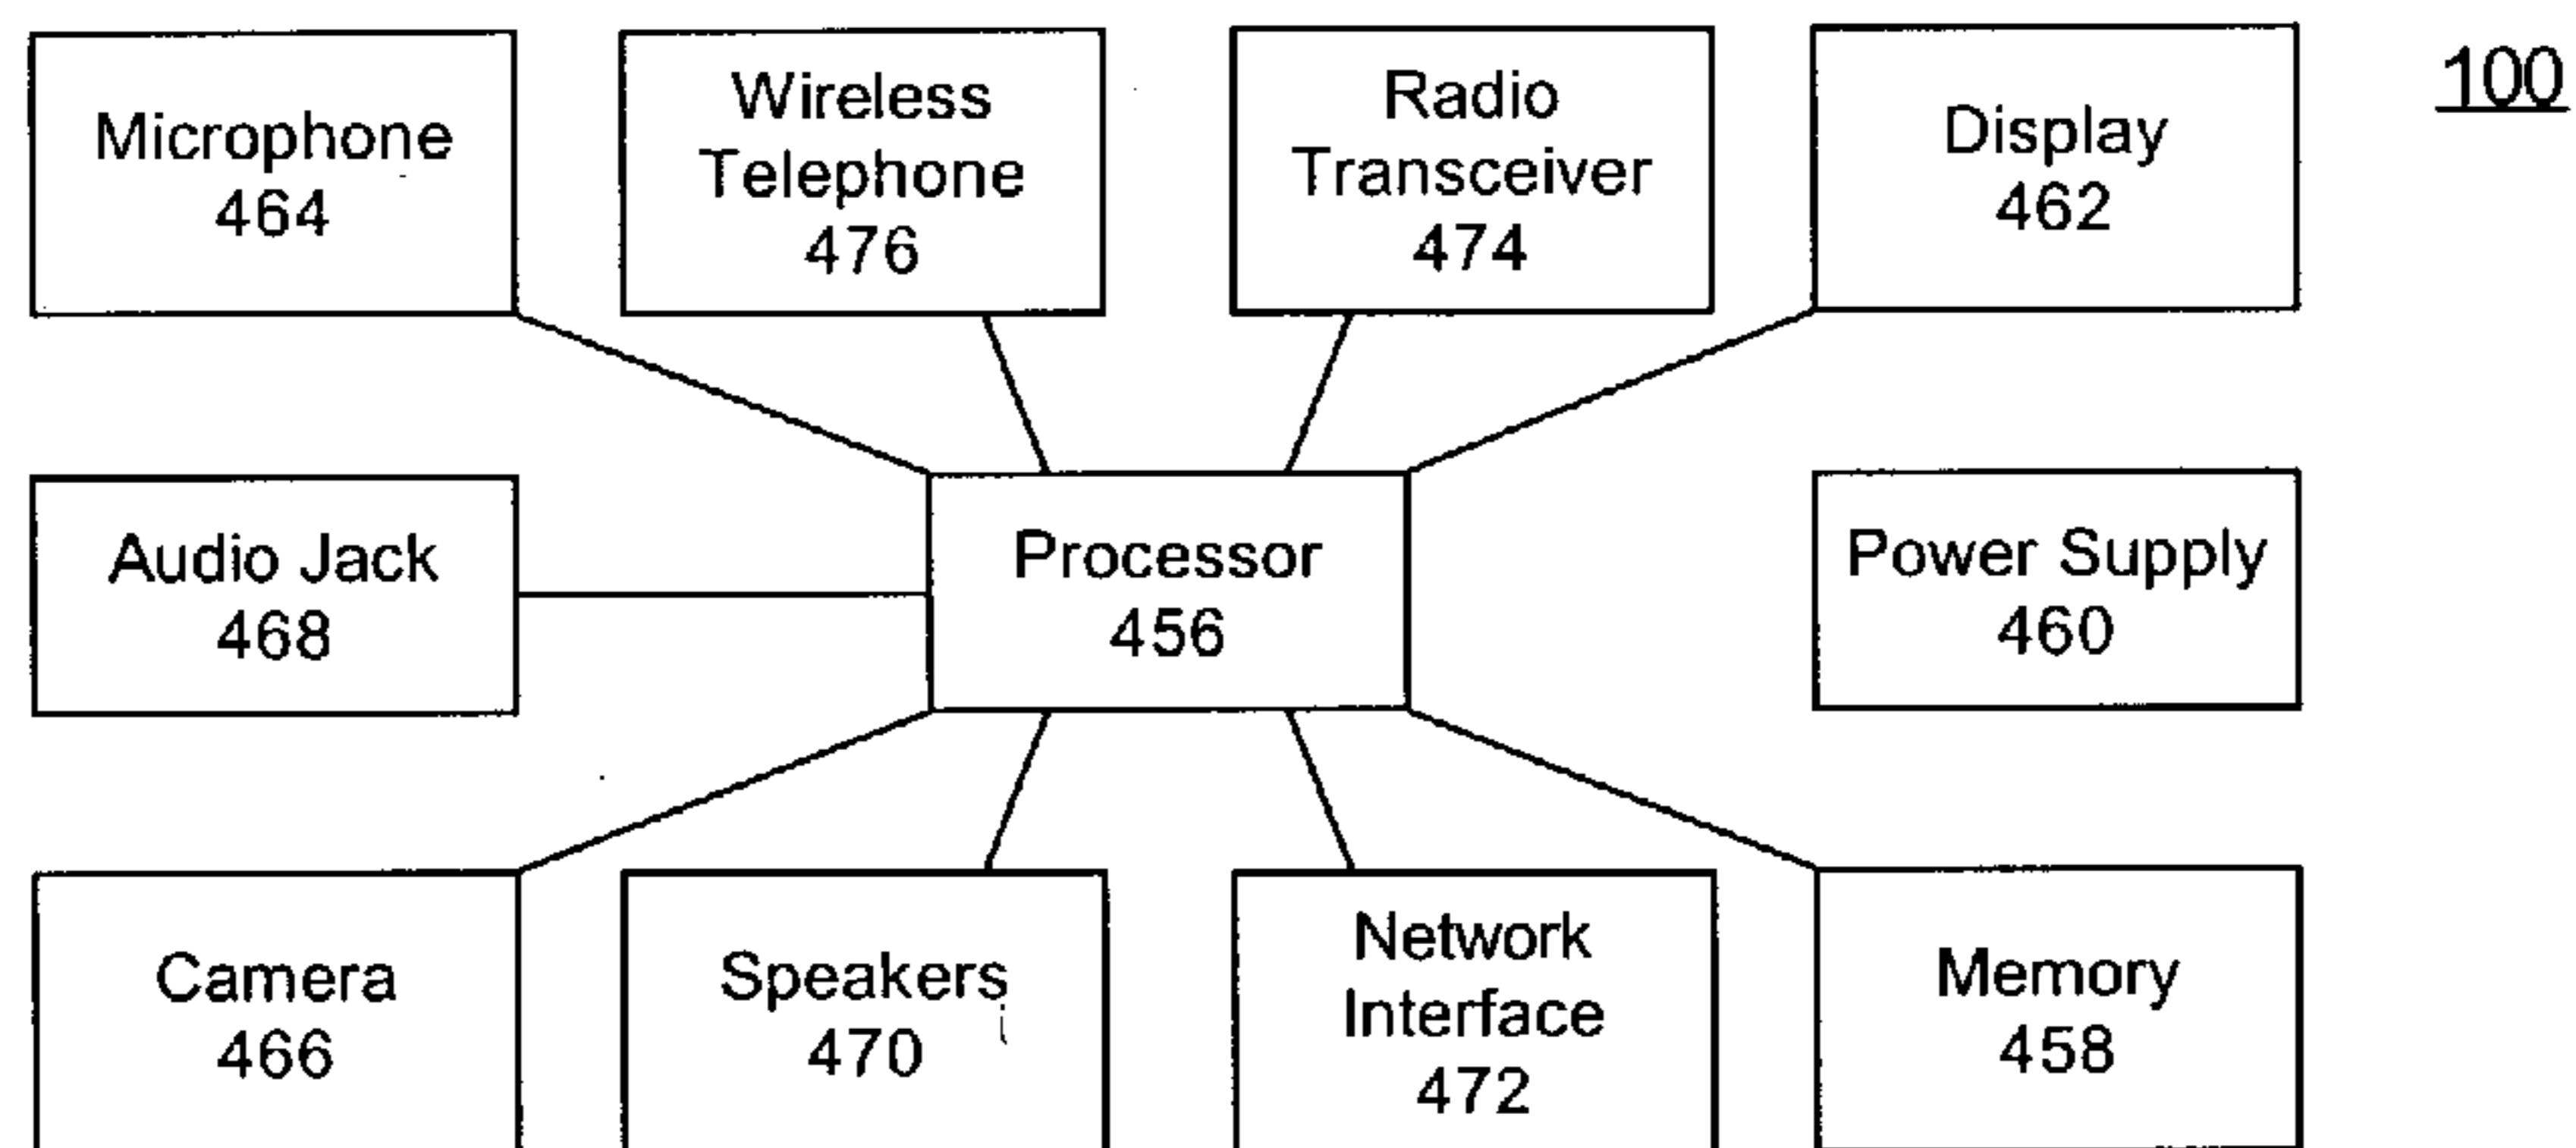 Microphone
464
Wireless
Telephone
476
Radio
Transceiver
474
Display
462
100
Audio Jack
468
Processor
456
Power Supply
460
Camera
466
Speakers
470
Network
Interface
472
Memory
458